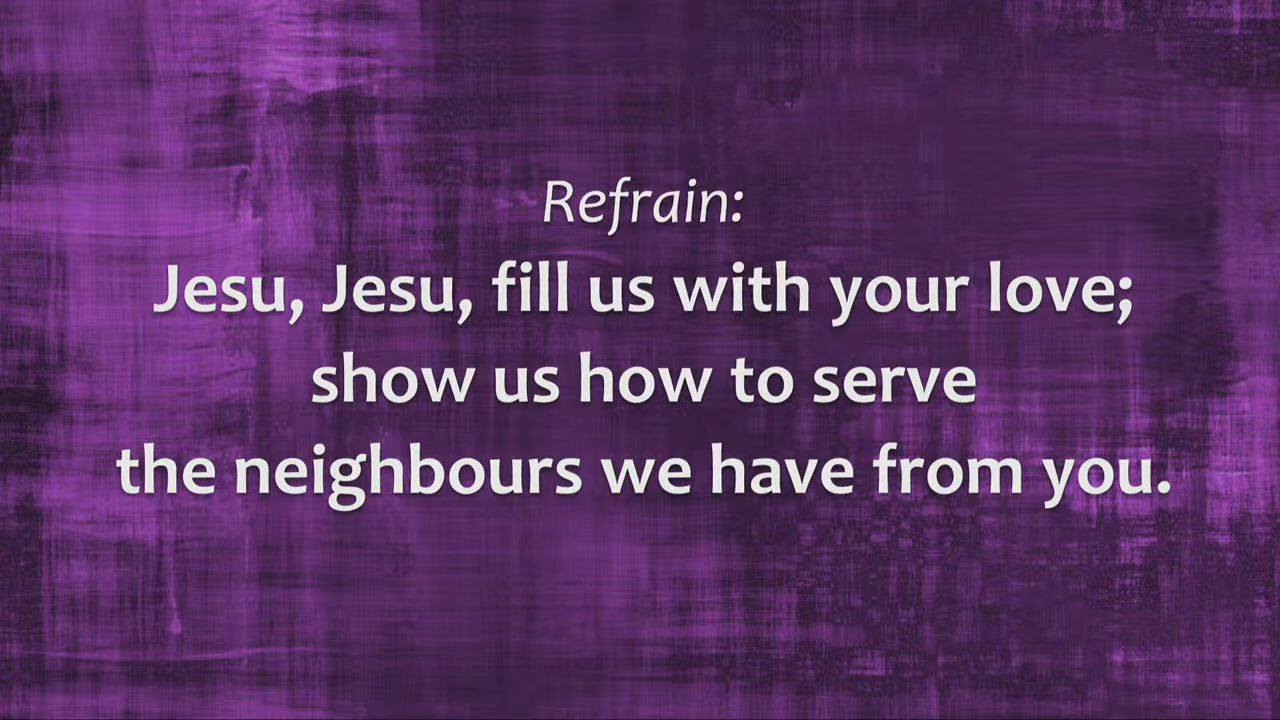 Refrain:
Jesu, Jesu, fill us with your love;
show us how to serve
the neighbours we have from you.